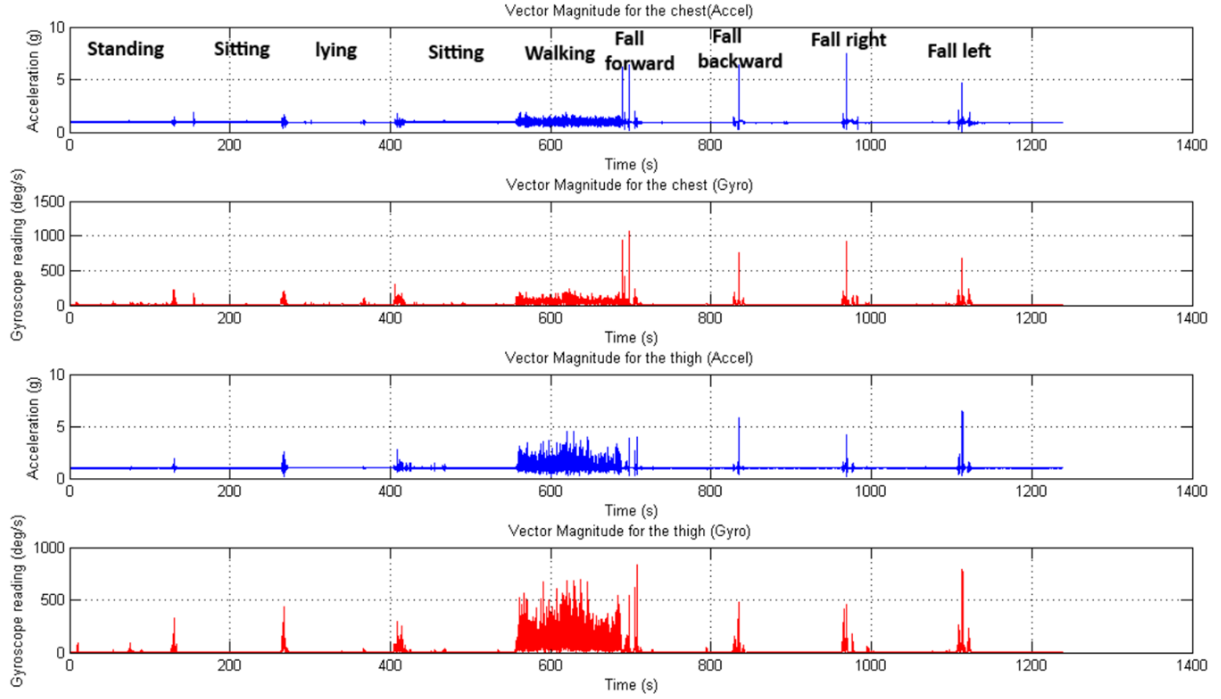 Vector Magnitude for the chest(Accel)
Acceleration (g)
10
5
0
Standing Sitting lying Sitting Walking Fall forward Fall backward Fall right Fall left
0 200 400 600 800 1000 1200 1400
Time (s)
Vector Magnitude for the chest (Gyro)
Gyroscope reading (deg/s)
1500
1000
500
0
0 200 400 600 800 1000 1200 1400
Time (s)
Vector Magnitude for the thigh (Accel)
Acceleration (g)
10
5
0
0 200 400 600 800 1000 1200 1400
Time (s)
Vector Magnitude for the thigh (Gyro)
Gyroscope reading (deg/s)
1000
500
0
0 200 400 600 800 1000 1200 1400
Time (s)